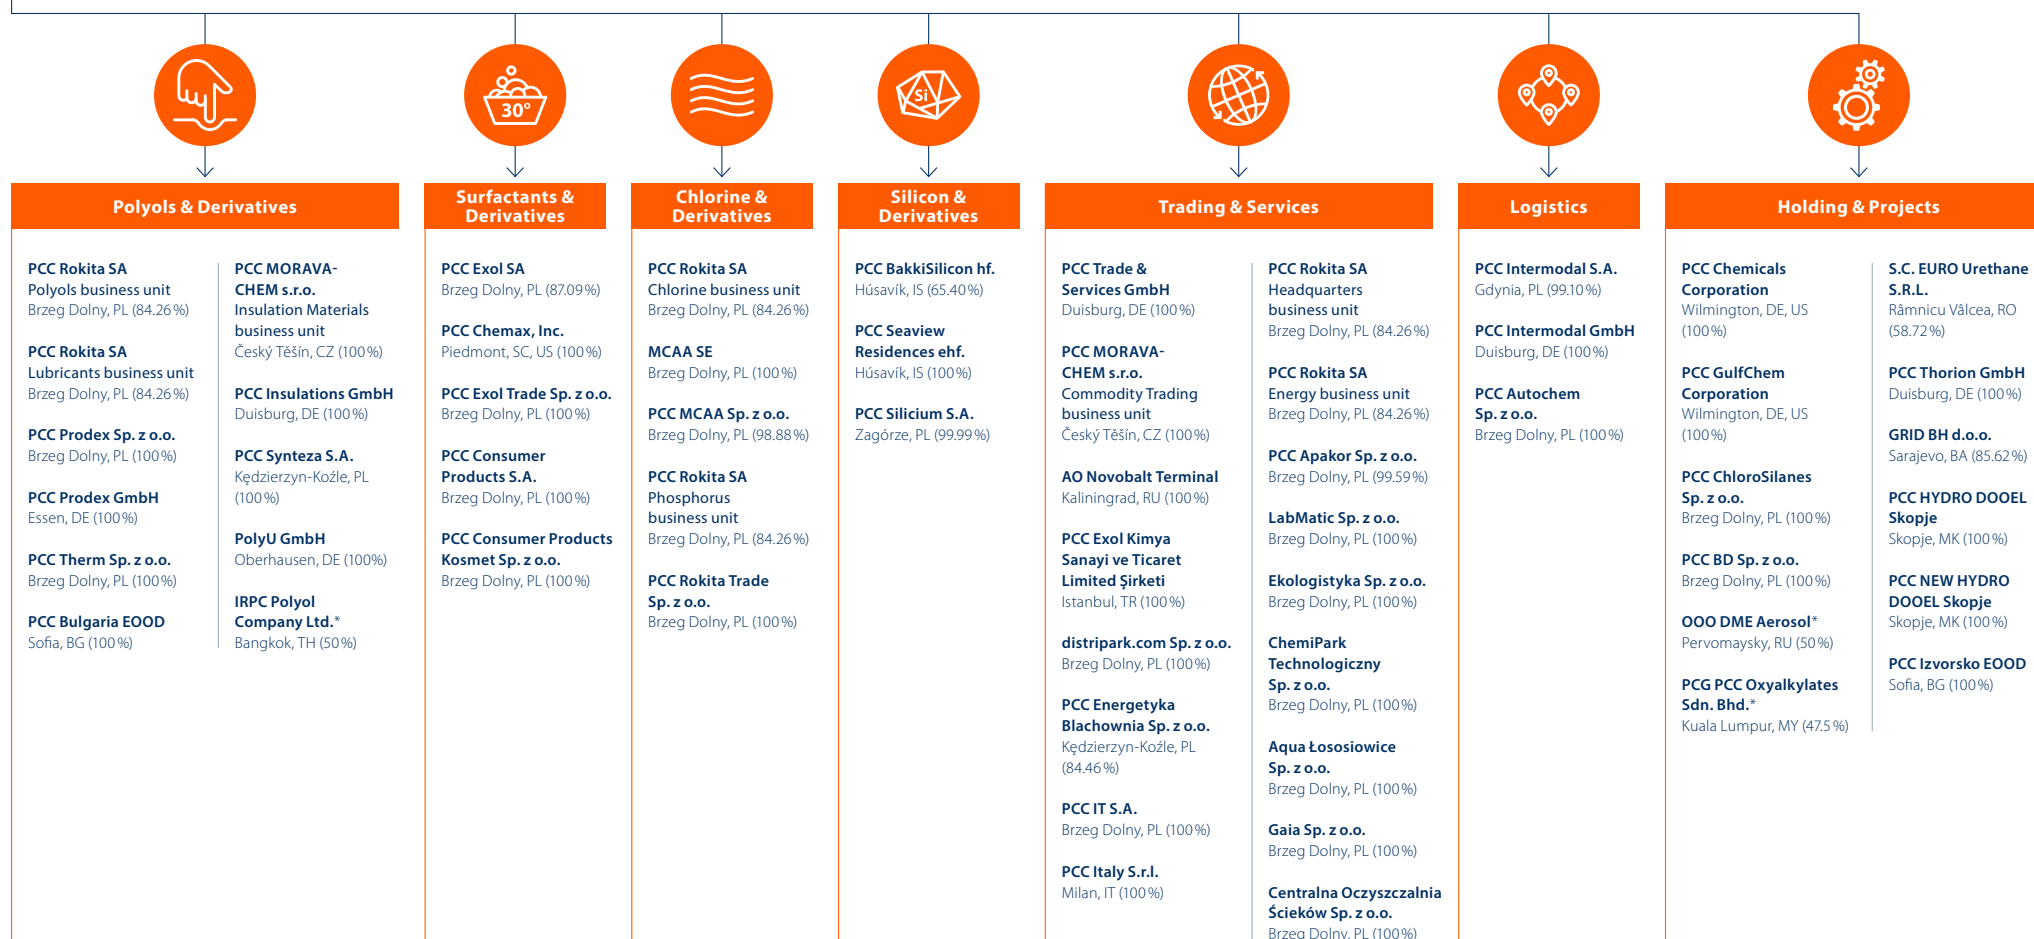 30°
Si
Polyols & Derivatives
PCC Rokita SA
Polyols business unit
Brzeg Dolny, PL (84.26 %)
PCC Rokita SA
Lubricants business unit
Brzeg Dolny, PL (84.26 %)
PCC Prodex Sp. z o.o.
Brzeg Dolny, PL (100 %)
PCC Prodex GmbH
Essen, DE (100 %)
PCC Therm Sp. z o.o.
Brzeg Dolny, PL (100 %)
PCC Bulgaria EOOD
Sofia, BG (100 %)
PCC MORAVA-
CHEM s.r.o.
Insulation Materials
business unit
Český Těšín, CZ (100 %)
PCC Insulations GmbH
Duisburg, DE (100 %)
PCC Synteza S.A.
Kędzierzyn-Koźle, PL
(100 %)
PolyU GmbH
Oberhausen, DE (100%)
IRPC Polyol
Company Ltd.*
Bangkok, TH (50 %)
Surfactants &
Derivatives
PCC Exol SA
Brzeg Dolny, PL (87.09 %)
PCC Chemax, Inc.
Piedmont, SC, US (100 %)
PCC Exol Trade Sp. z o.o.
Brzeg Dolny, PL (100 %)
PCC Consumer
Products S.A.
Brzeg Dolny, PL (100 %)
PCC Consumer Products
Kosmet Sp. z o.o.
Brzeg Dolny, PL (100 %)
Chlorine &
Derivatives
PCC Rokita SA
Chlorine business unit
Brzeg Dolny, PL (84.26 %)
MCAA SE
Brzeg Dolny, PL (100 %)
PCC MCAA Sp. z o.o.
Brzeg Dolny, PL (98.88 %)
PCC Rokita SA
Phosphorus
business unit
Brzeg Dolny, PL (84.26 %)
PCC Rokita Trade
Sp. z o.o.
Brzeg Dolny, PL (100 %)
Silicon &
Derivatives
PCC BakkiSilicon hf.
Húsavík, IS (65.40 %)
PCC Seaview
Residences ehf.
Húsavík, IS (100 %)
PCC Silicium S.A.
Zagórze, PL (99.99 %)
Trading & Services
PCC Trade &
Services GmbH
Duisburg, DE (100 %)
PCC MORAVA-
CHEM s.r.o.
Commodity Trading
business unit
Český Těšín, CZ (100 %)
AO Novobalt Terminal
Kaliningrad, RU (100 %)
PCC Exol Kimya
Sanayi ve Ticaret
Limited Şirketi
Istanbul, TR (100 %)
distripark.com Sp. z o.o.
Brzeg Dolny, PL (100 %)
PCC Energetyka
Blachownia Sp. z o.o.
Kędzierzyn-Koźle, PL
(84.46 %)
PCC IT S.A.
Brzeg Dolny, PL (100 %)
PCC Italy S.r.l.
Milan, IT (100 %)
PCC Rokita SA
Headquarters
business unit
Brzeg Dolny, PL (84.26 %)
PCC Rokita SA
Energy business unit
Brzeg Dolny, PL (84.26 %)
PCC Apakor Sp. z o.o.
Brzeg Dolny, PL (99.59 %)
LabMatic Sp. z o.o.
Brzeg Dolny, PL (100 %)
Ekologistyka Sp. z o.o.
Brzeg Dolny, PL (100 %)
ChemiPark
Technologiczny
Sp. z o.o.
Brzeg Dolny, PL (100 %)
Aqua Łososiowice
Sp. z o.o.
Brzeg Dolny, PL (100 %)
Gaia Sp. z o.o.
Brzeg Dolny, PL (100 %)
Centralna Oczyszczalnia
Ścieków Sp. z o.o.
Brzeg Dolny, PL (100 %)
Logistics
PCC Intermodal S.A.
Gdynia, PL (99.10 %)
PCC Intermodal GmbH
Duisburg, DE (100 %)
PCC Autochem
Sp. z o.o.
Brzeg Dolny, PL (100 %)
Holding & Projects
PCC Chemicals
Corporation
Wilmington, DE, US
(100 %)
PCC GulfChem
Corporation
Wilmington, DE, US
(100 %)
PCC ChloroSilanes
Sp. z o.o.
Brzeg Dolny, PL (100 %)
PCC BD Sp. z o.o.
Brzeg Dolny, PL (100 %)
OOO DME Aerosol*
Pervomaysky, RU (50 %)
PCG PCC Oxyalkylates
Sdn. Bhd.*
Kuala Lumpur, MY (47.5 %)
S.C. EURO Urethane
S.R.L.
Râmnicu Vâlcea, RO
(58.72 %)
PCC Thorion GmbH
Duisburg, DE (100 %)
GRID BH d.o.o.
Sarajevo, BA (85.62 %)
PCC HYDRO DOOEL
Skopje
Skopje, MK (100 %)
PCC NEW HYDRO
DOOEL Skopje
Skopje, MK (100 %)
PCC Izvorsko EOOD
Sofia, BG (100 %)